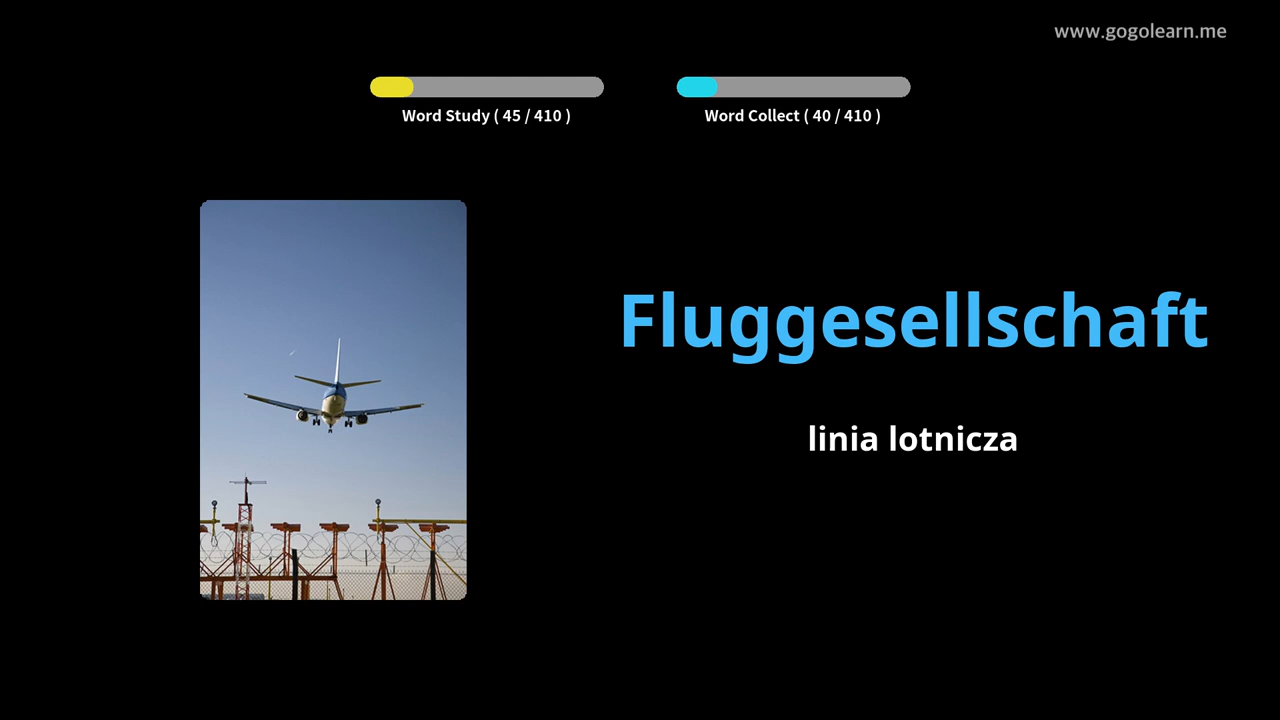 www.gogolearn.me
Word Study ( 45 / 410 )
Word Collect ( 40 / 410 )
Fluggesellschaft
linia lotnicza